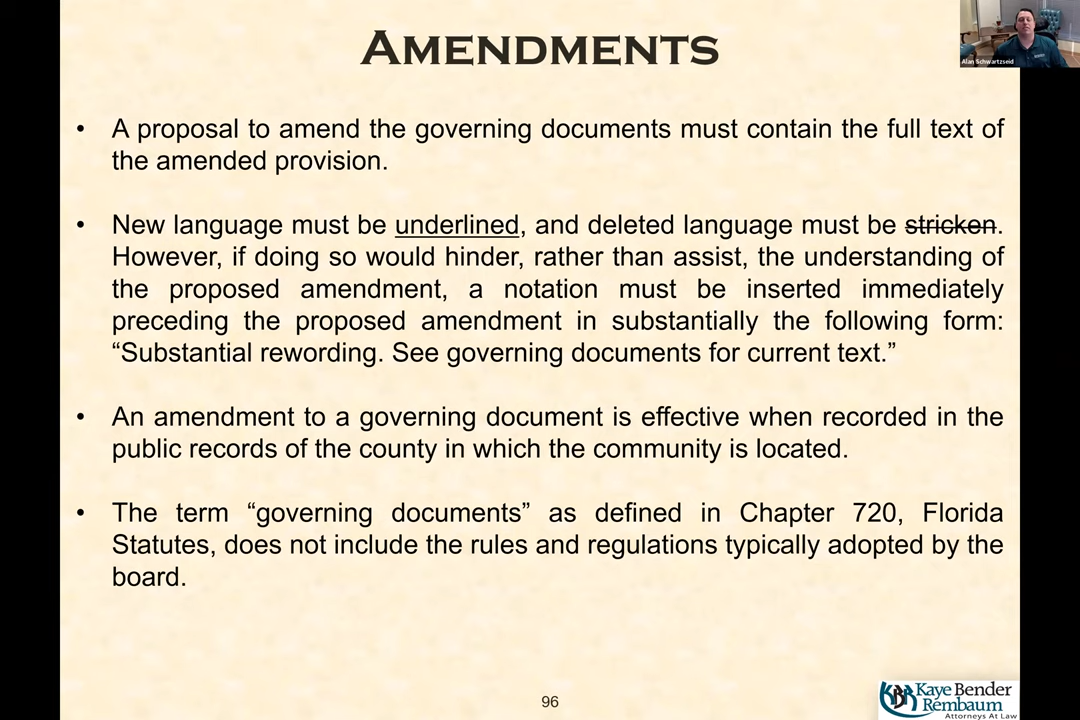 AMENDMENTS
Alan Schwartzseid
• A proposal to amend the governing documents must contain the full text of
the amended provision.
• New language must be underlined, and deleted language must be stricken.
However, if doing so would hinder, rather than assist, the understanding of
the proposed amendment, a notation must be inserted immediately
preceding the proposed amendment in substantially the following form:
“Substantial rewording. See governing documents for current text.”
• An amendment to a governing document is effective when recorded in the
public records of the county in which the community is located.
• The term “governing documents” as defined in Chapter 720, Florida
Statutes, does not include the rules and regulations typically adopted by the
board.
96
KBR Kaye Bender
Rembaum
Attorneys At Law